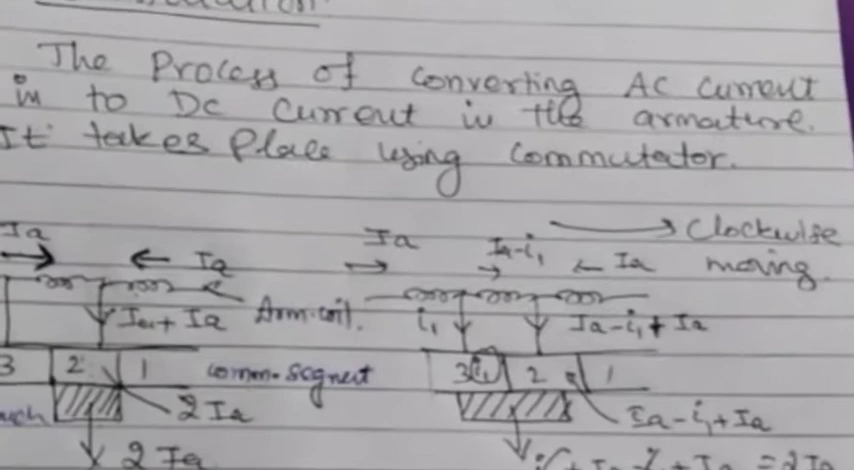 The Process of converting AC current
in to DC current in the armature.
It takes Place using Commutator.
Ia
← Ia
Ia
Ia-i₁
← Ia
Clockwise
moving.
Ia + Ia
Arm. coil.
i₁
Ia-i₁+Ia
3
2
1
comm. segment
3
2
1
2Ia
Ia-i₁+Ia
2Ia
= 2Ia